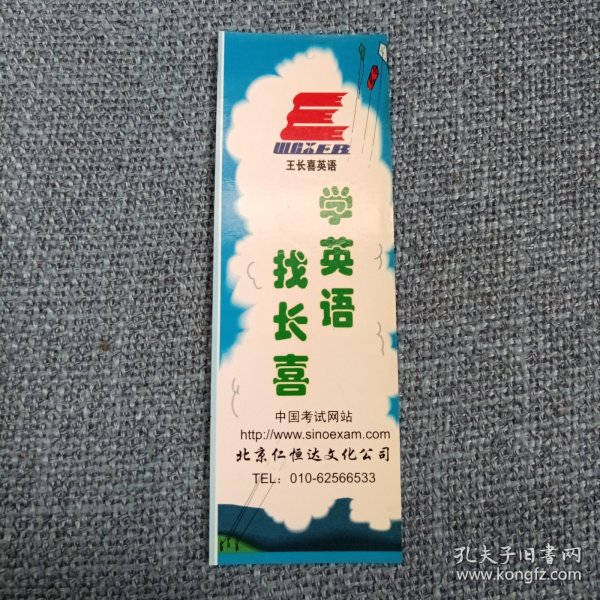 WGXEB
王长喜英语
学英语
找长喜
中国考试网站
http://www.sinoexam.com
北京仁恒达文化公司
TEL：010-62566533
孔夫子旧书网
www.kongfz.com